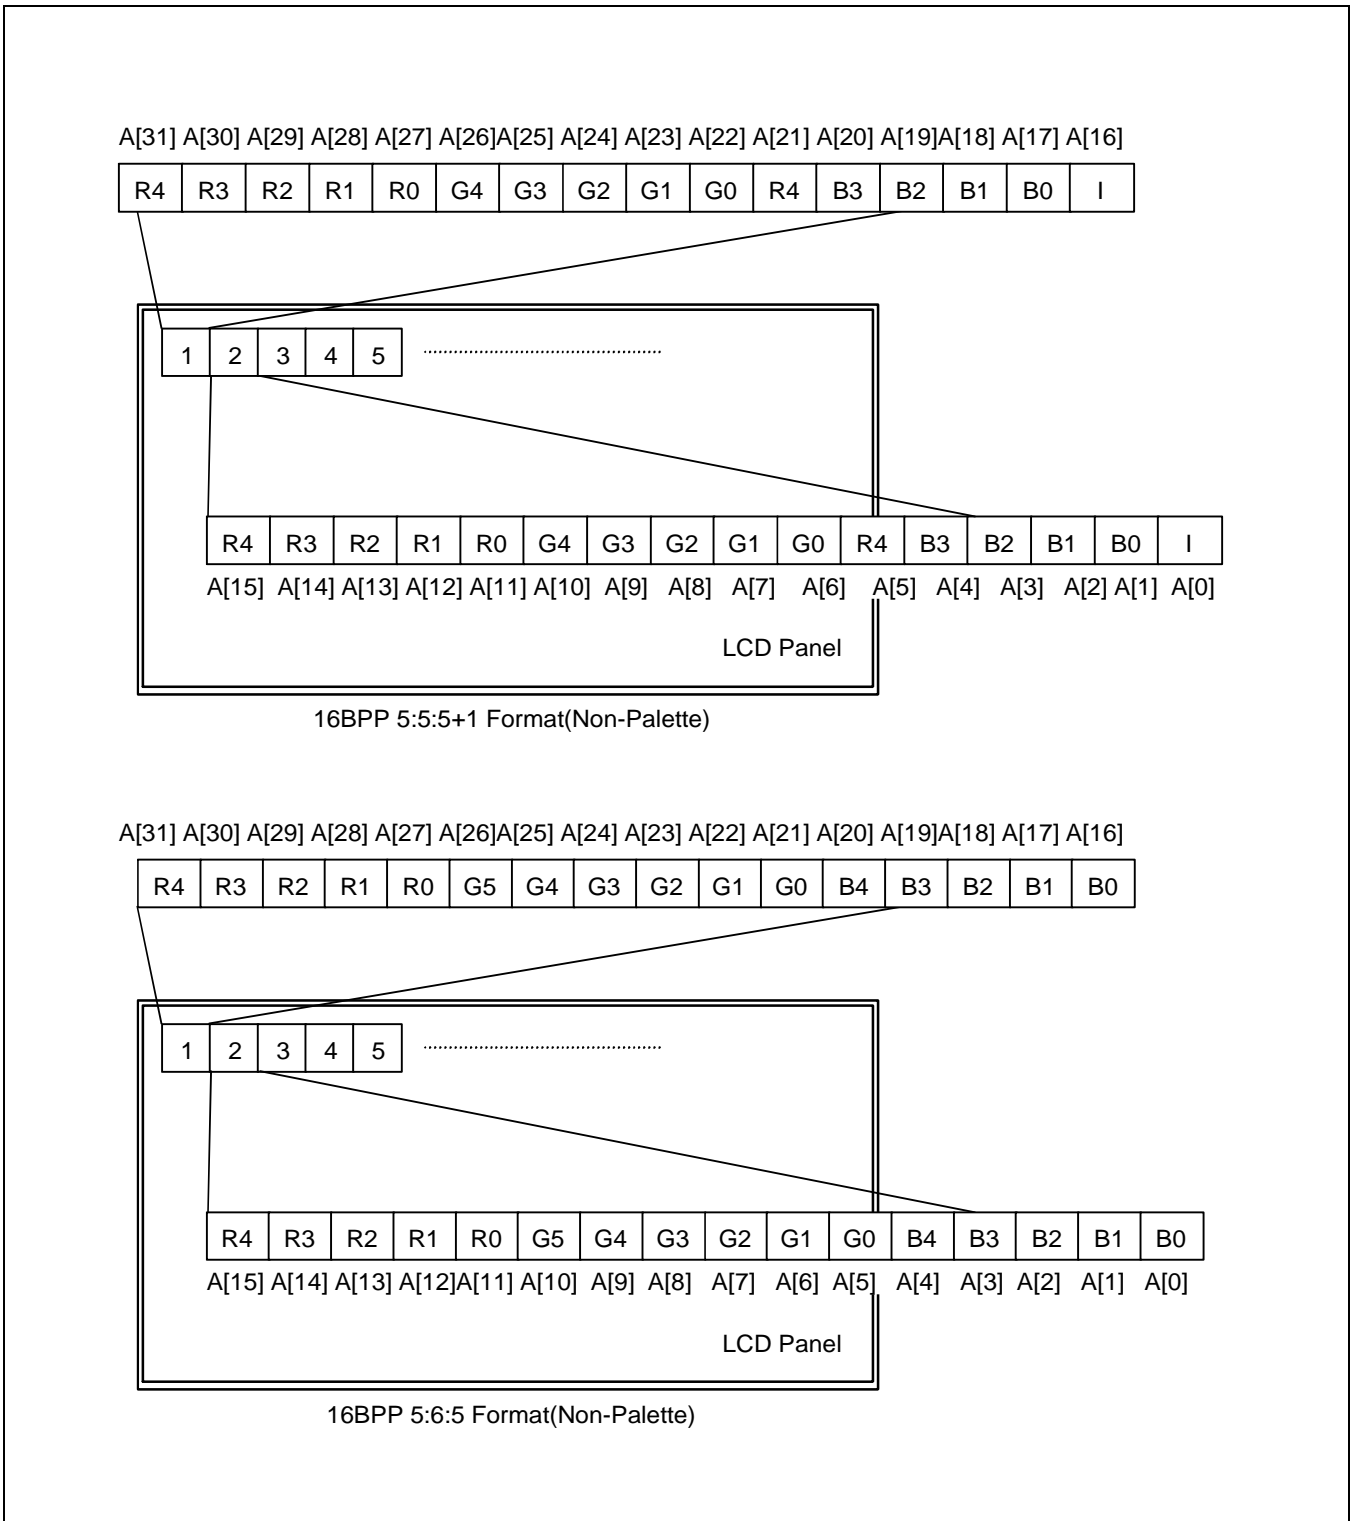 A[31] A[30] A[29] A[28] A[27] A[26]A[25] A[24] A[23] A[22] A[21] A[20] A[19]A[18] A[17] A[16]
R4 R3 R2 R1 R0 G4 G3 G2 G1 G0 R4 B3 B2 B1 B0 I
1 2 3 4 5
R4 R3 R2 R1 R0 G4 G3 G2 G1 G0 R4 B3 B2 B1 B0 I
A[15] A[14] A[13] A[12] A[11] A[10] A[9] A[8] A[7] A[6] A[5] A[4] A[3] A[2] A[1] A[0]
LCD Panel
16BPP 5:5:5+1 Format(Non-Palette)
A[31] A[30] A[29] A[28] A[27] A[26]A[25] A[24] A[23] A[22] A[21] A[20] A[19]A[18] A[17] A[16]
R4 R3 R2 R1 R0 G5 G4 G3 G2 G1 G0 B4 B3 B2 B1 B0
1 2 3 4 5
R4 R3 R2 R1 R0 G5 G4 G3 G2 G1 G0 B4 B3 B2 B1 B0
A[15] A[14] A[13] A[12]A[11] A[10] A[9] A[8] A[7] A[6] A[5] A[4] A[3] A[2] A[1] A[0]
LCD Panel
16BPP 5:6:5 Format(Non-Palette)